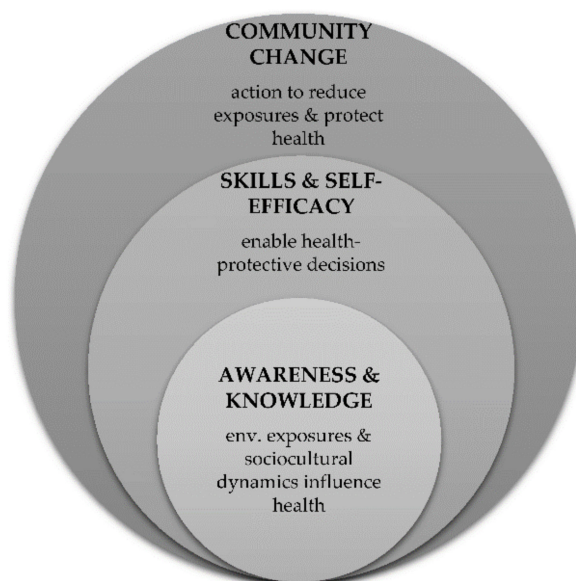 COMMUNITY
CHANGE
action to reduce
exposures & protect
health
SKILLS & SELF-
EFFICACY
enable health-
protective decisions
AWARENESS &
KNOWLEDGE
env. exposures &
sociocultural
dynamics influence
health